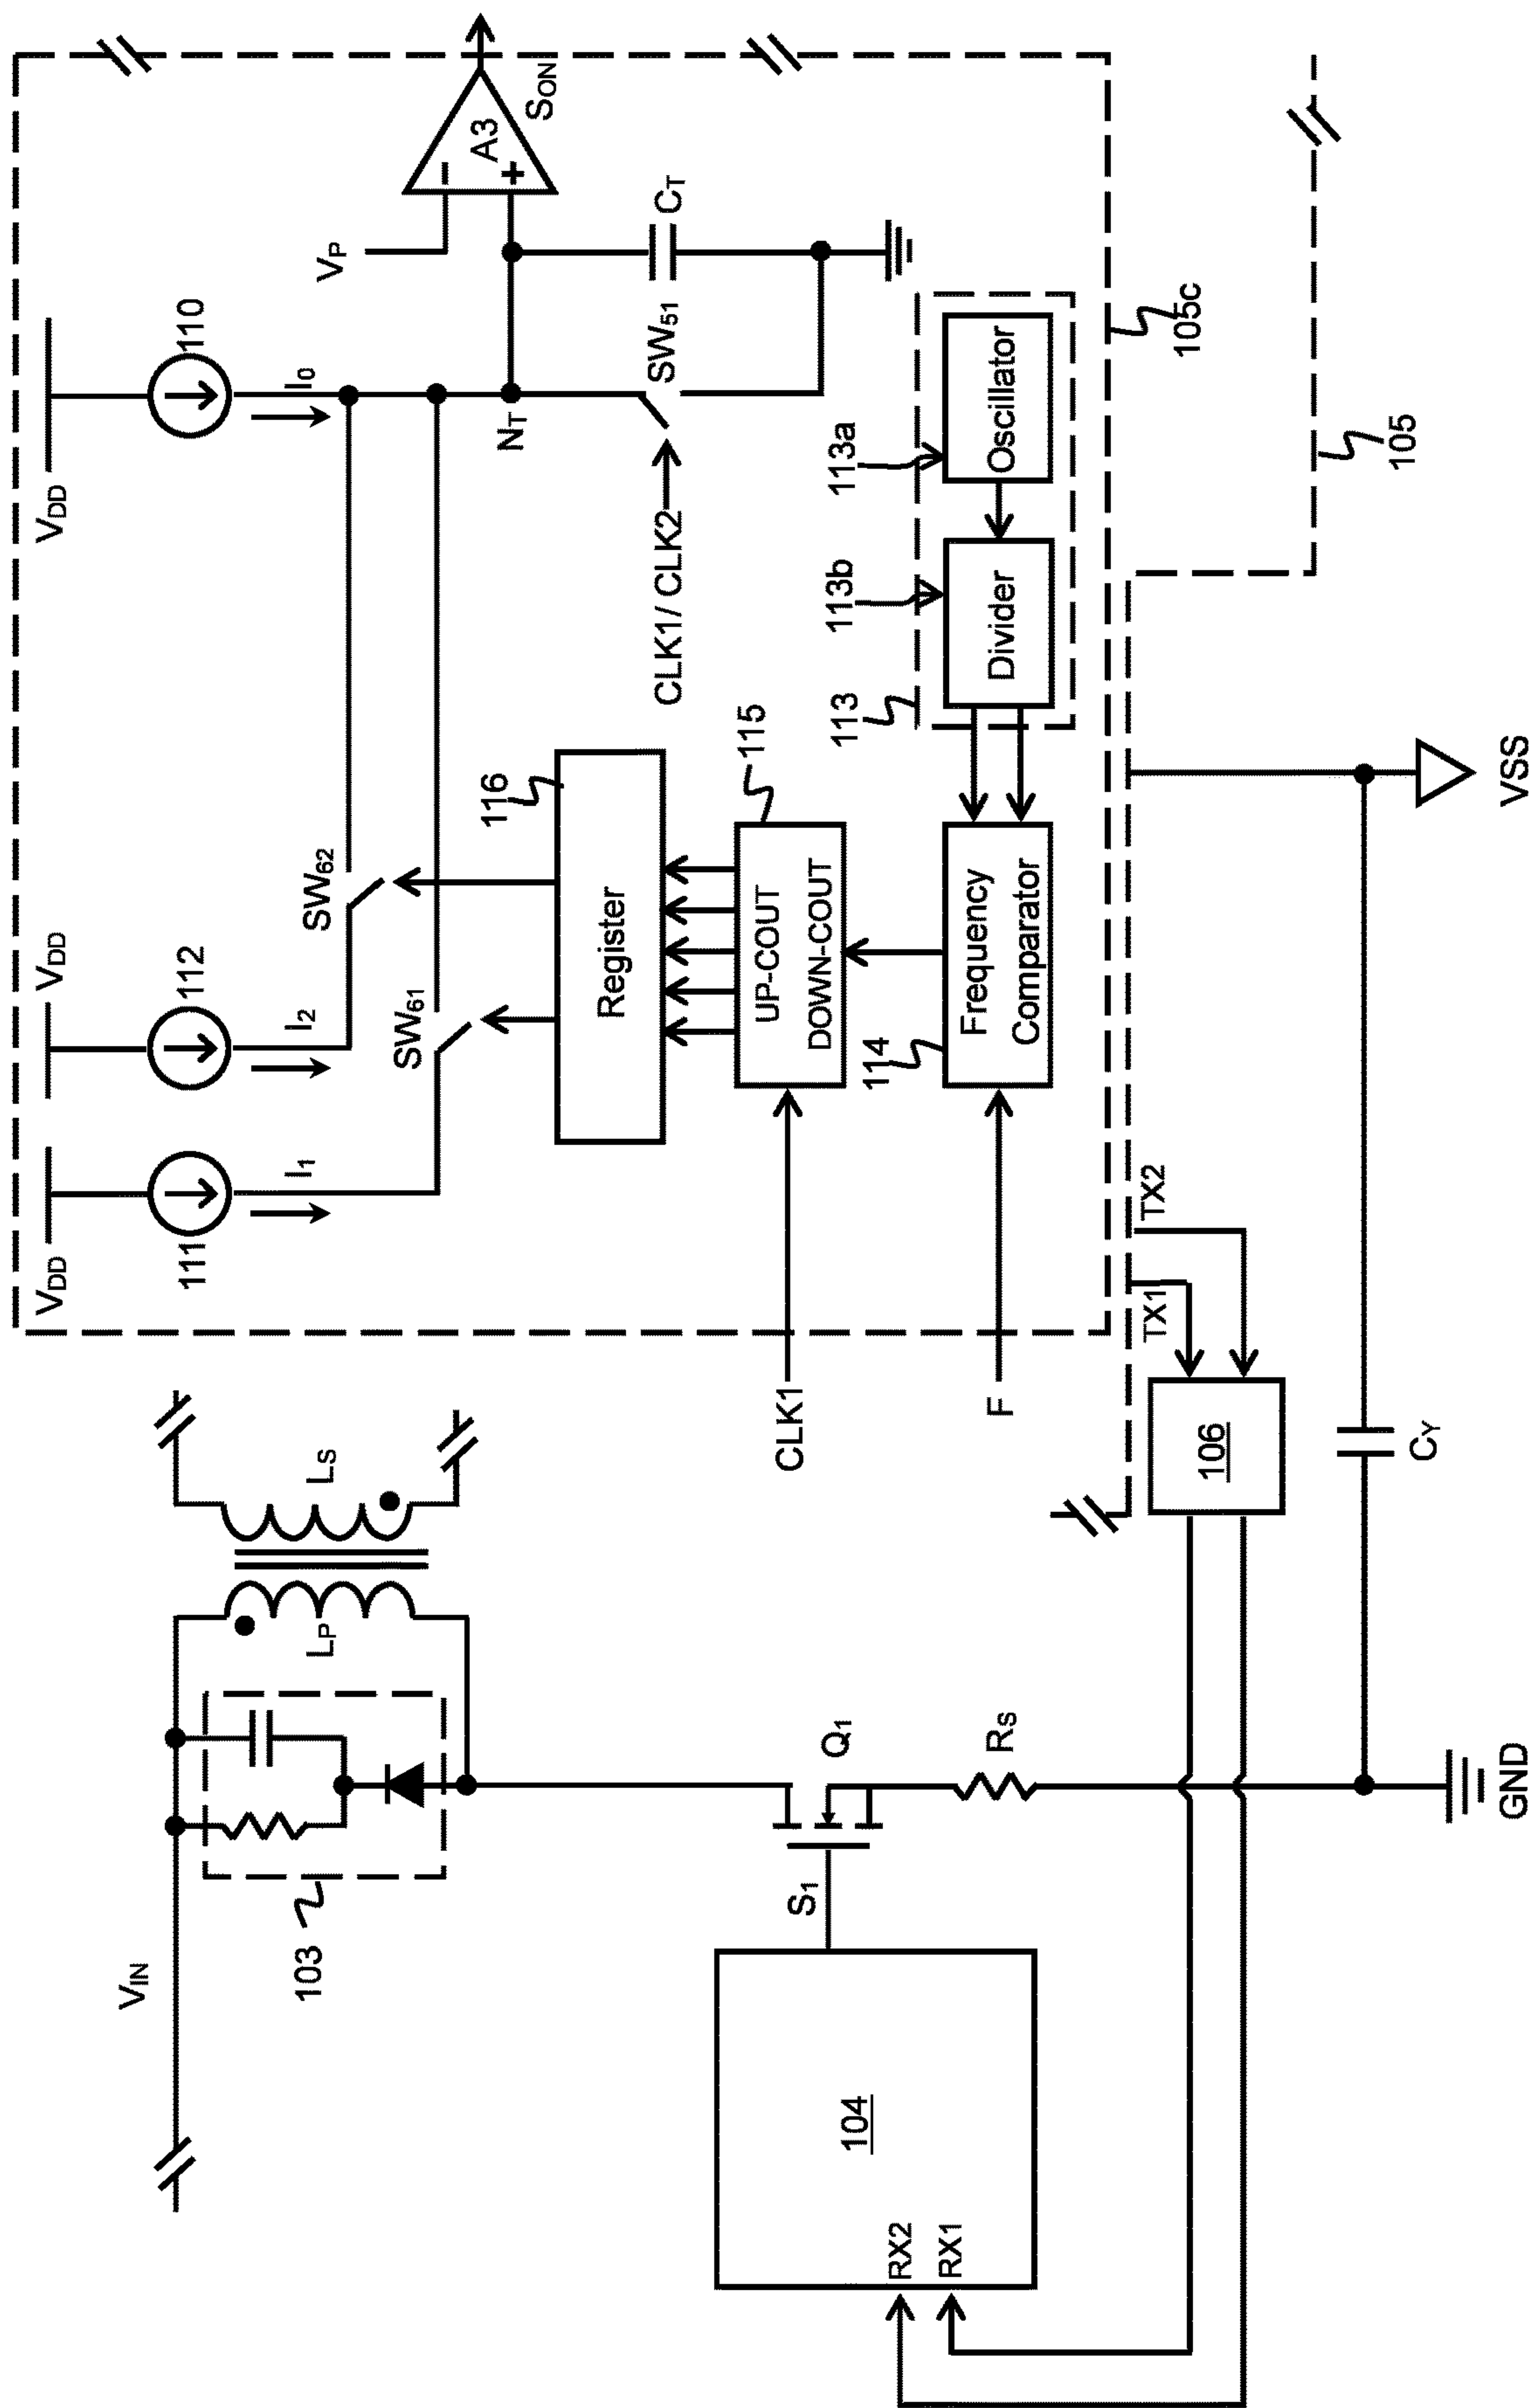 VIN
103
LP
LS
Q1
S1
RS
104
RX2
RX1
GND
CY
VSS
106
TX1
TX2
105
105c
VDD
111
I1
VDD
112
I2
VDD
110
I0
SW61
SW62
NT
VP
A3
−
+
SON
CT
SW51
CLK1/ CLK2
116
Register
115
UP-COUT
DOWN-COUT
CLK1
114
Frequency
Comparator
F
113
113b
Divider
113a
Oscillator